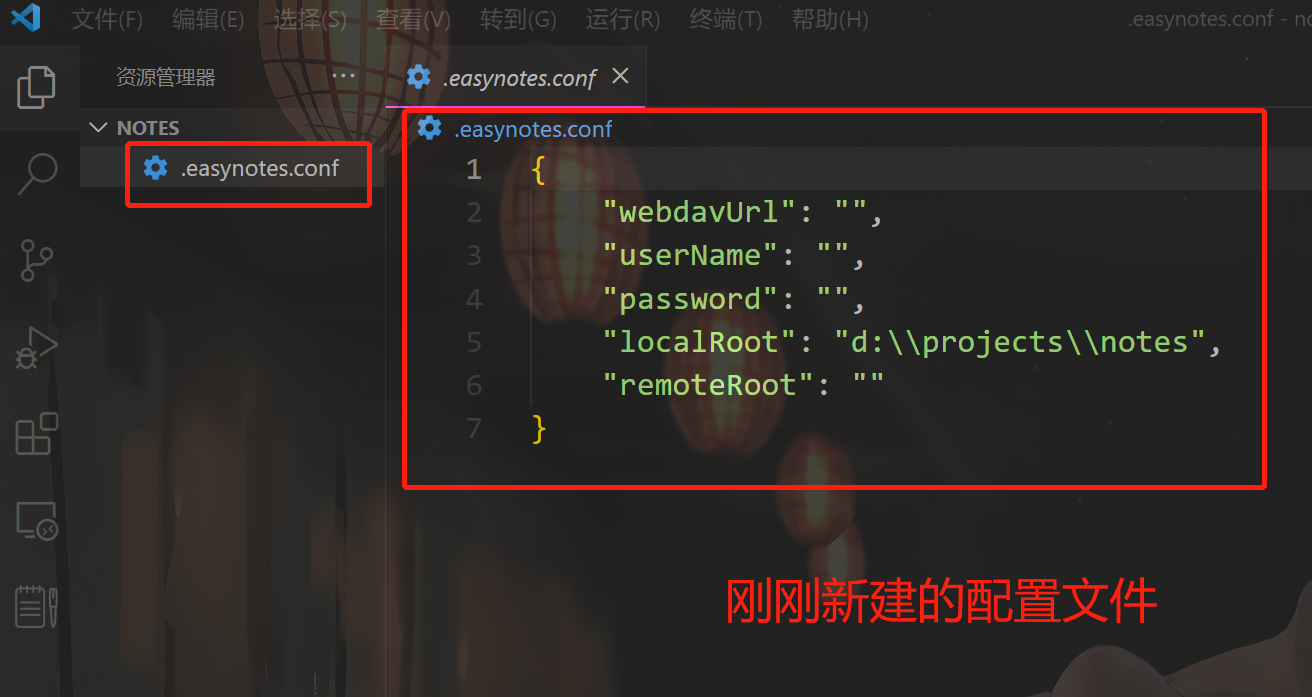 文件(F) 编辑(E) 选择(S) 查看(V) 转到(G) 运行(R) 终端(T) 帮助(H) .easynotes.conf - no
资源管理器 ··· .easynotes.conf ×
NOTES
.easynotes.conf
.easynotes.conf
1 {
2 "webdavUrl": "",
3 "userName": "",
4 "password": "",
5 "localRoot": "d:\\projects\\notes",
6 "remoteRoot": ""
7 }
刚刚新建的配置文件